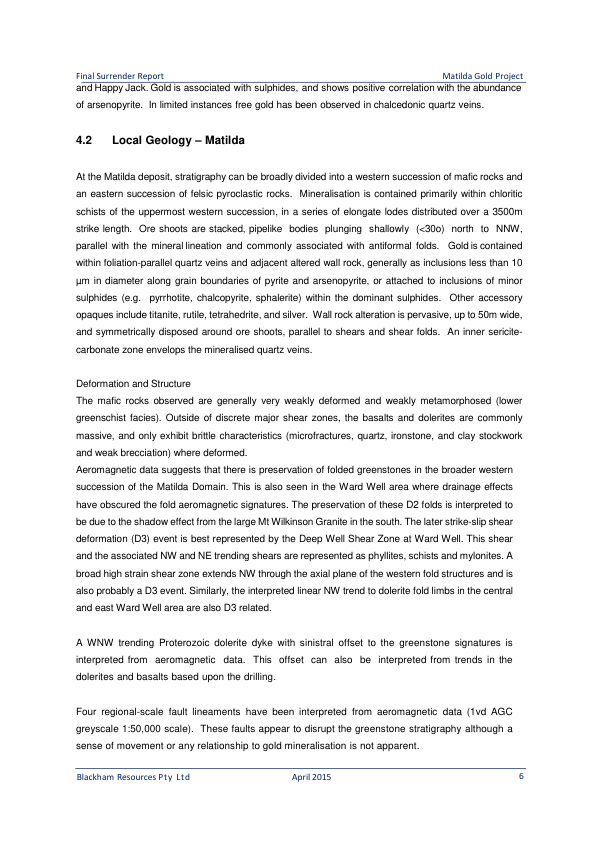 Final Surrender Report Matilda Gold Project
and Happy Jack. Gold is associated with sulphides, and shows positive correlation with the abundance
of arsenopyrite. In limited instances free gold has been observed in chalcedonic quartz veins.
4.2 Local Geology – Matilda
At the Matilda deposit, stratigraphy can be broadly divided into a western succession of mafic rocks and
an eastern succession of felsic pyroclastic rocks. Mineralisation is contained primarily within chloritic
schists of the uppermost western succession, in a series of elongate lodes distributed over a 3500m
strike length. Ore shoots are stacked, pipelike bodies plunging shallowly (<30o) north to NNW,
parallel with the mineral lineation and commonly associated with antiformal folds. Gold is contained
within foliation-parallel quartz veins and adjacent altered wall rock, generally as inclusions less than 10
µm in diameter along grain boundaries of pyrite and arsenopyrite, or attached to inclusions of minor
sulphides (e.g. pyrrhotite, chalcopyrite, sphalerite) within the dominant sulphides. Other accessory
opaques include titanite, rutile, tetrahedrite, and silver. Wall rock alteration is pervasive, up to 50m wide,
and symmetrically disposed around ore shoots, parallel to shears and shear folds. An inner sericite-
carbonate zone envelops the mineralised quartz veins.
Deformation and Structure
The mafic rocks observed are generally very weakly deformed and weakly metamorphosed (lower
greenschist facies). Outside of discrete major shear zones, the basalts and dolerites are commonly
massive, and only exhibit brittle characteristics (microfractures, quartz, ironstone, and clay stockwork
and weak brecciation) where deformed.
Aeromagnetic data suggests that there is preservation of folded greenstones in the broader western
succession of the Matilda Domain. This is also seen in the Ward Well area where drainage effects
have obscured the fold aeromagnetic signatures. The preservation of these D2 folds is interpreted to
be due to the shadow effect from the large Mt Wilkinson Granite in the south. The later strike-slip shear
deformation (D3) event is best represented by the Deep Well Shear Zone at Ward Well. This shear
and the associated NW and NE trending shears are represented as phyllites, schists and mylonites. A
broad high strain shear zone extends NW through the axial plane of the western fold structures and is
also probably a D3 event. Similarly, the interpreted linear NW trend to dolerite fold limbs in the central
and east Ward Well area are also D3 related.
A WNW trending Proterozoic dolerite dyke with sinistral offset to the greenstone signatures is
interpreted from aeromagnetic data. This offset can also be interpreted from trends in the
dolerites and basalts based upon the drilling.
Four regional-scale fault lineaments have been interpreted from aeromagnetic data (1vd AGC
greyscale 1:50,000 scale). These faults appear to disrupt the greenstone stratigraphy although a
sense of movement or any relationship to gold mineralisation is not apparent.
Blackham Resources Pty Ltd April 2015 6